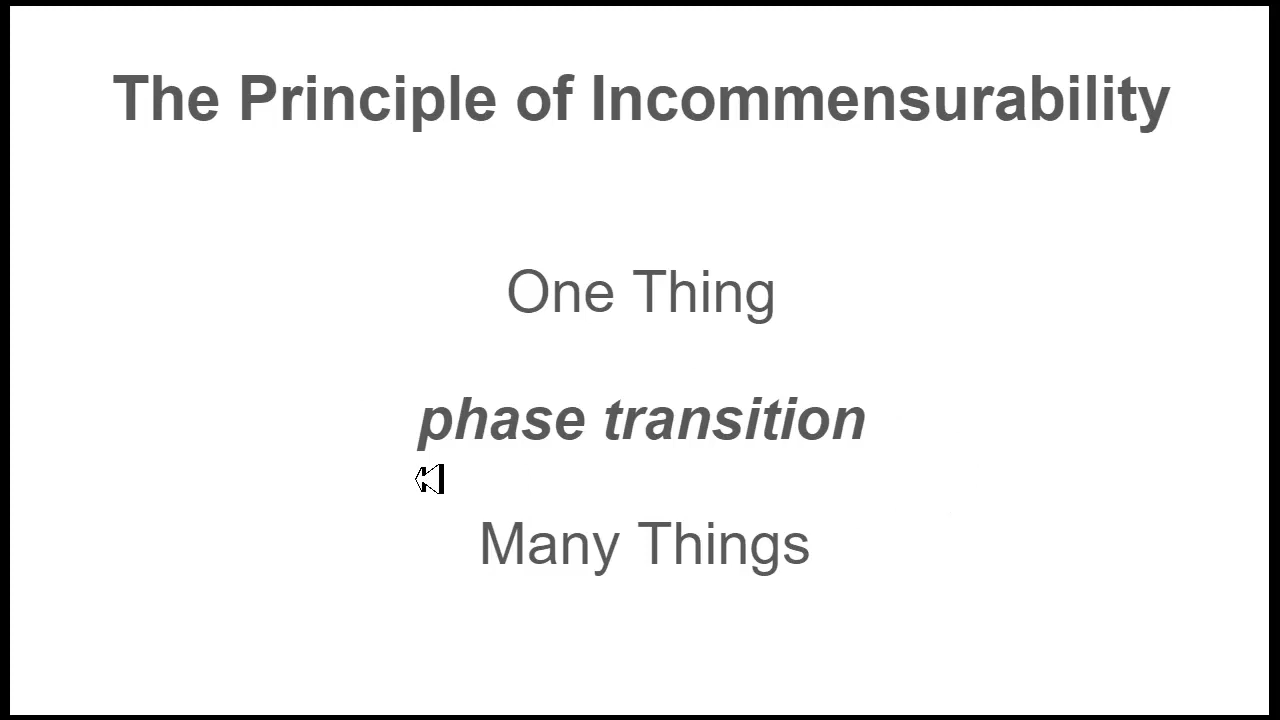 The Principle of Incommensurability
One Thing
phase transition
Many Things